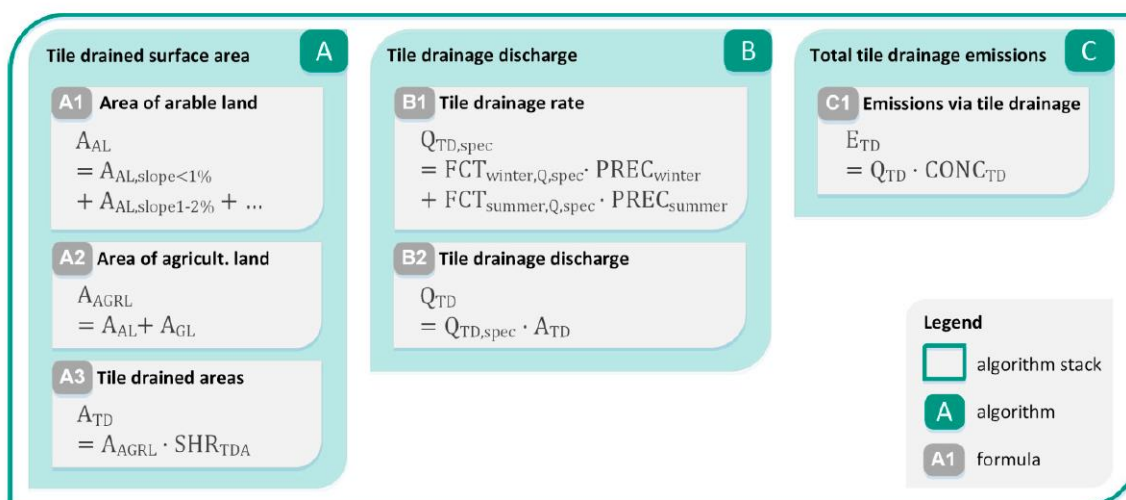 Tile drained surface area
A
A1 Area of arable land
A_AL
= A_AL,slope<1%
+ A_AL,slope1-2% + ...
A2 Area of agricult. land
A_AGRL
= A_AL + A_GL
A3 Tile drained areas
A_TD
= A_AGRL · SHR_TDA
Tile drainage discharge
B
B1 Tile drainage rate
Q_TD,spec
= FCT_winter,Q,spec · PREC_winter
+ FCT_summer,Q,spec · PREC_summer
B2 Tile drainage discharge
Q_TD
= Q_TD,spec · A_TD
Total tile drainage emissions
C
C1 Emissions via tile drainage
E_TD
= Q_TD · CONC_TD
Legend
algorithm stack
A algorithm
A1 formula